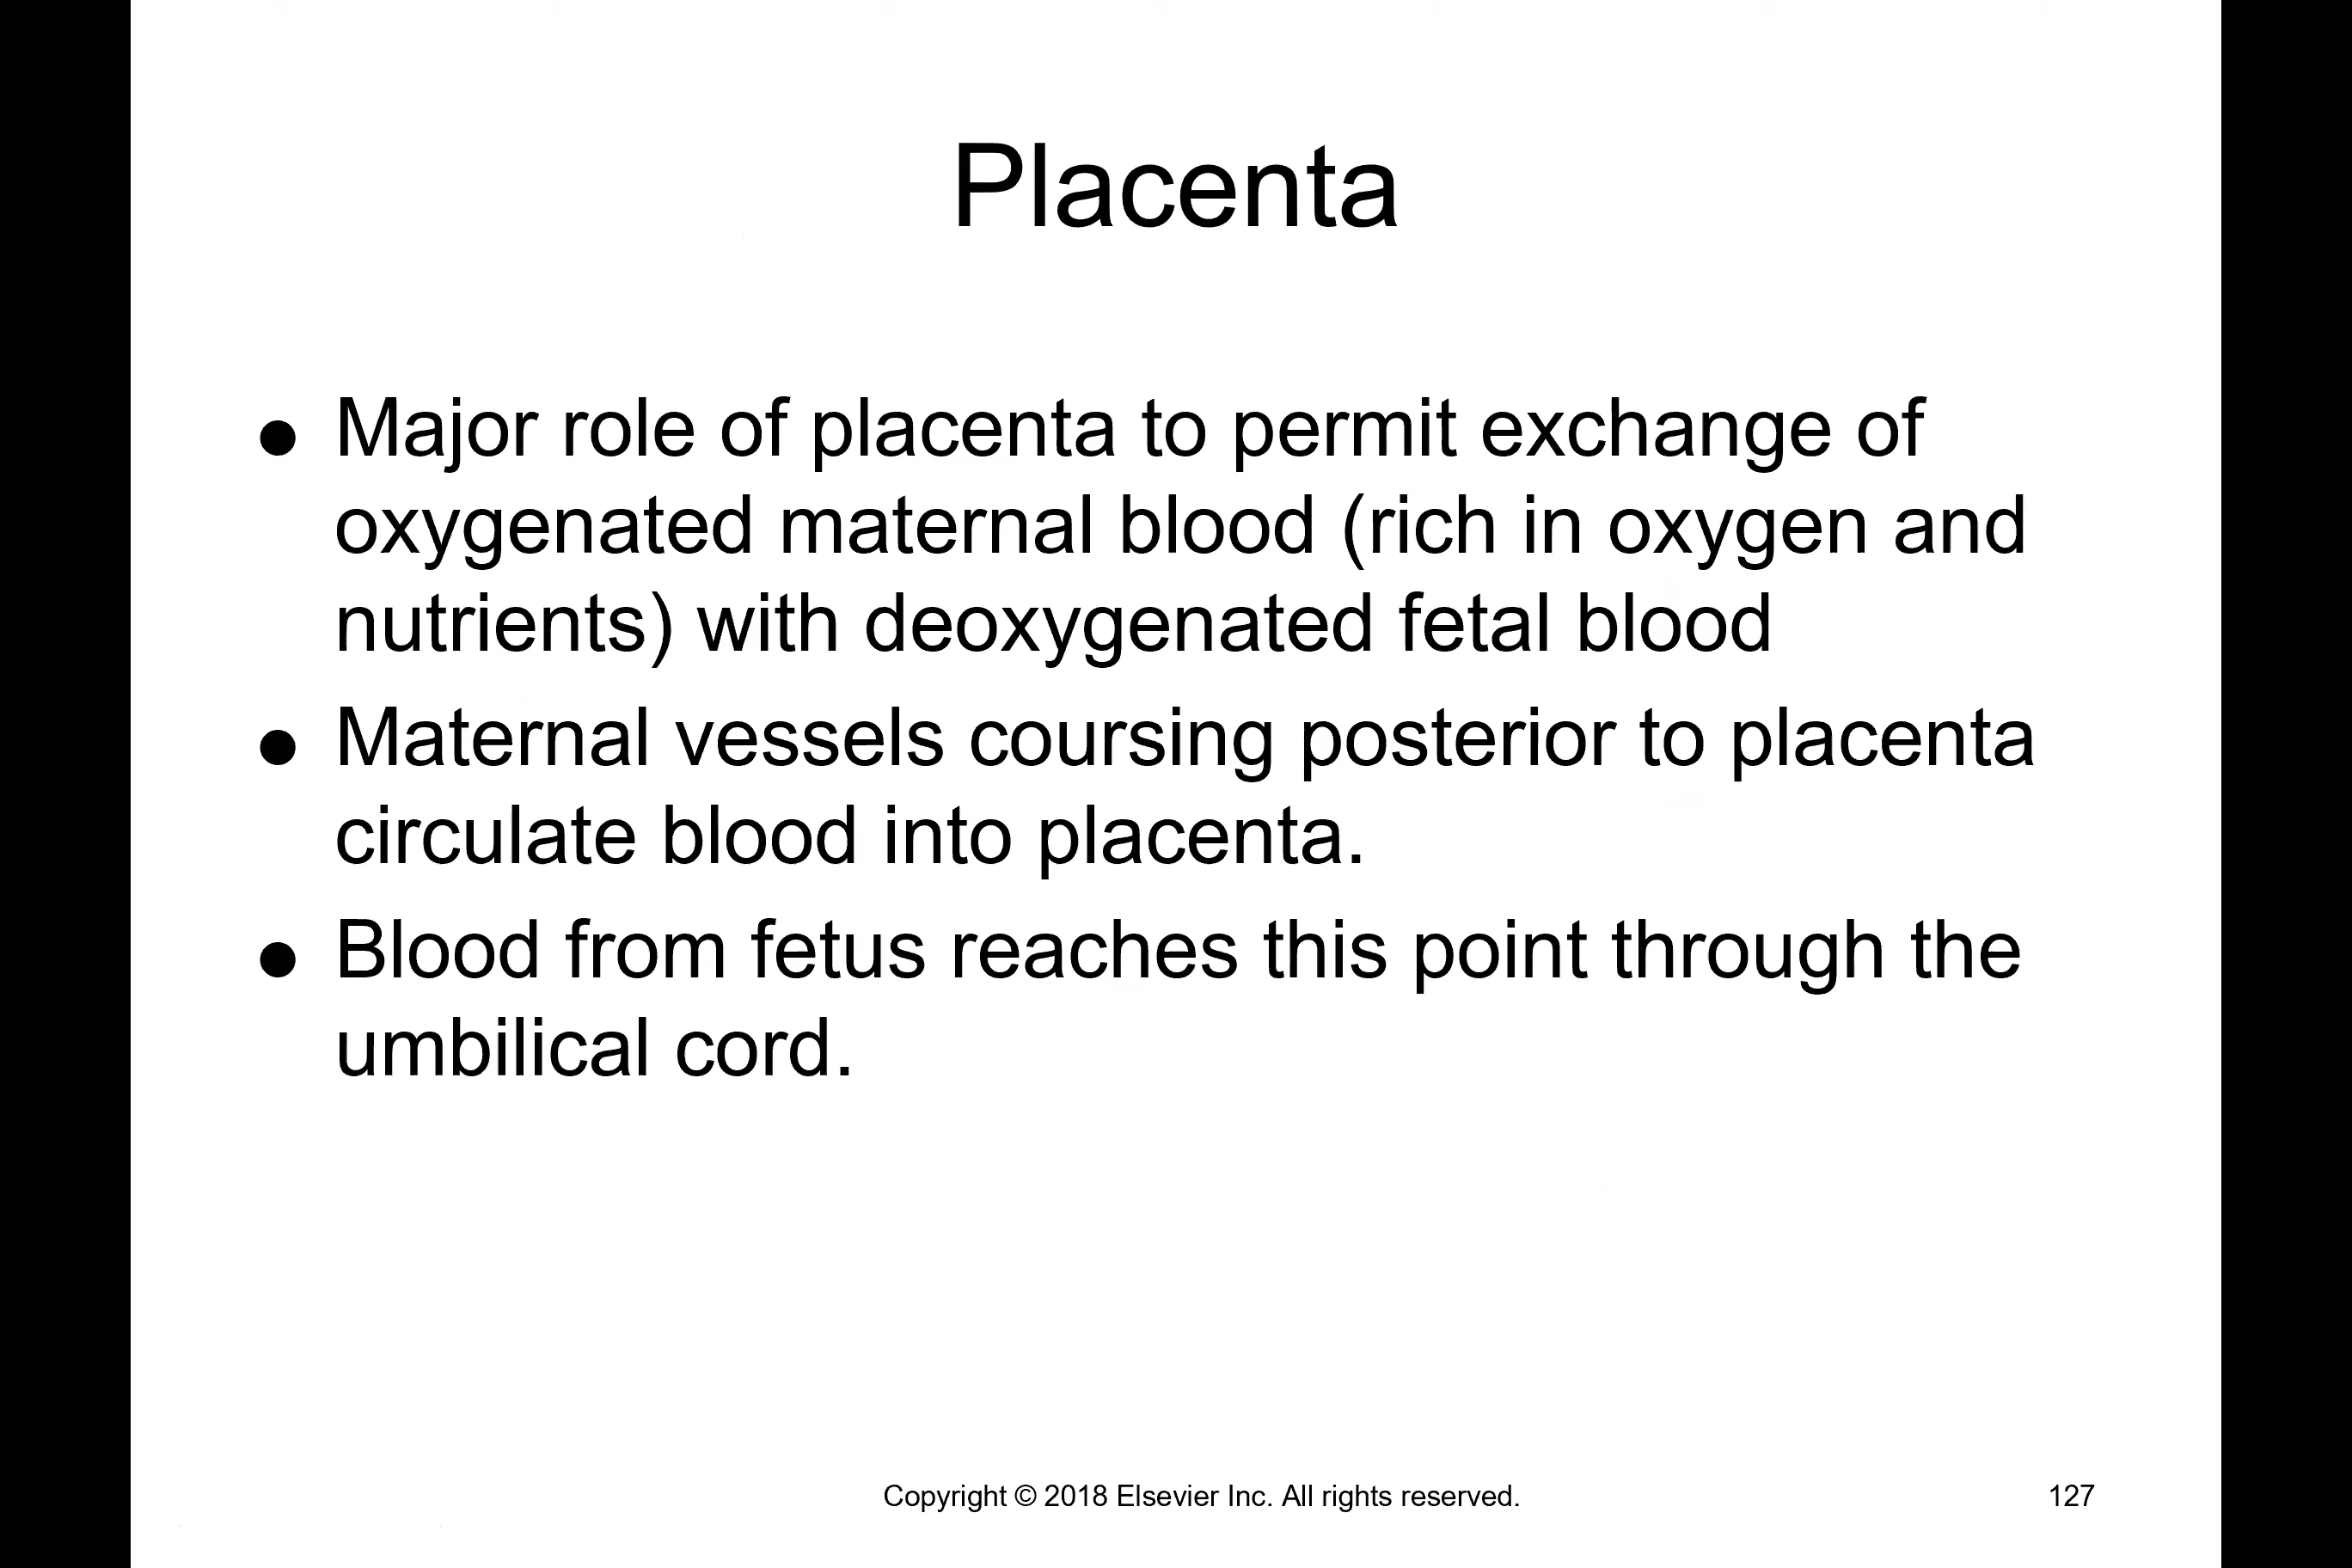 Placenta
● Major role of placenta to permit exchange of
oxygenated maternal blood (rich in oxygen and
nutrients) with deoxygenated fetal blood
● Maternal vessels coursing posterior to placenta
circulate blood into placenta.
● Blood from fetus reaches this point through the
umbilical cord.
Copyright © 2018 Elsevier Inc. All rights reserved.
127